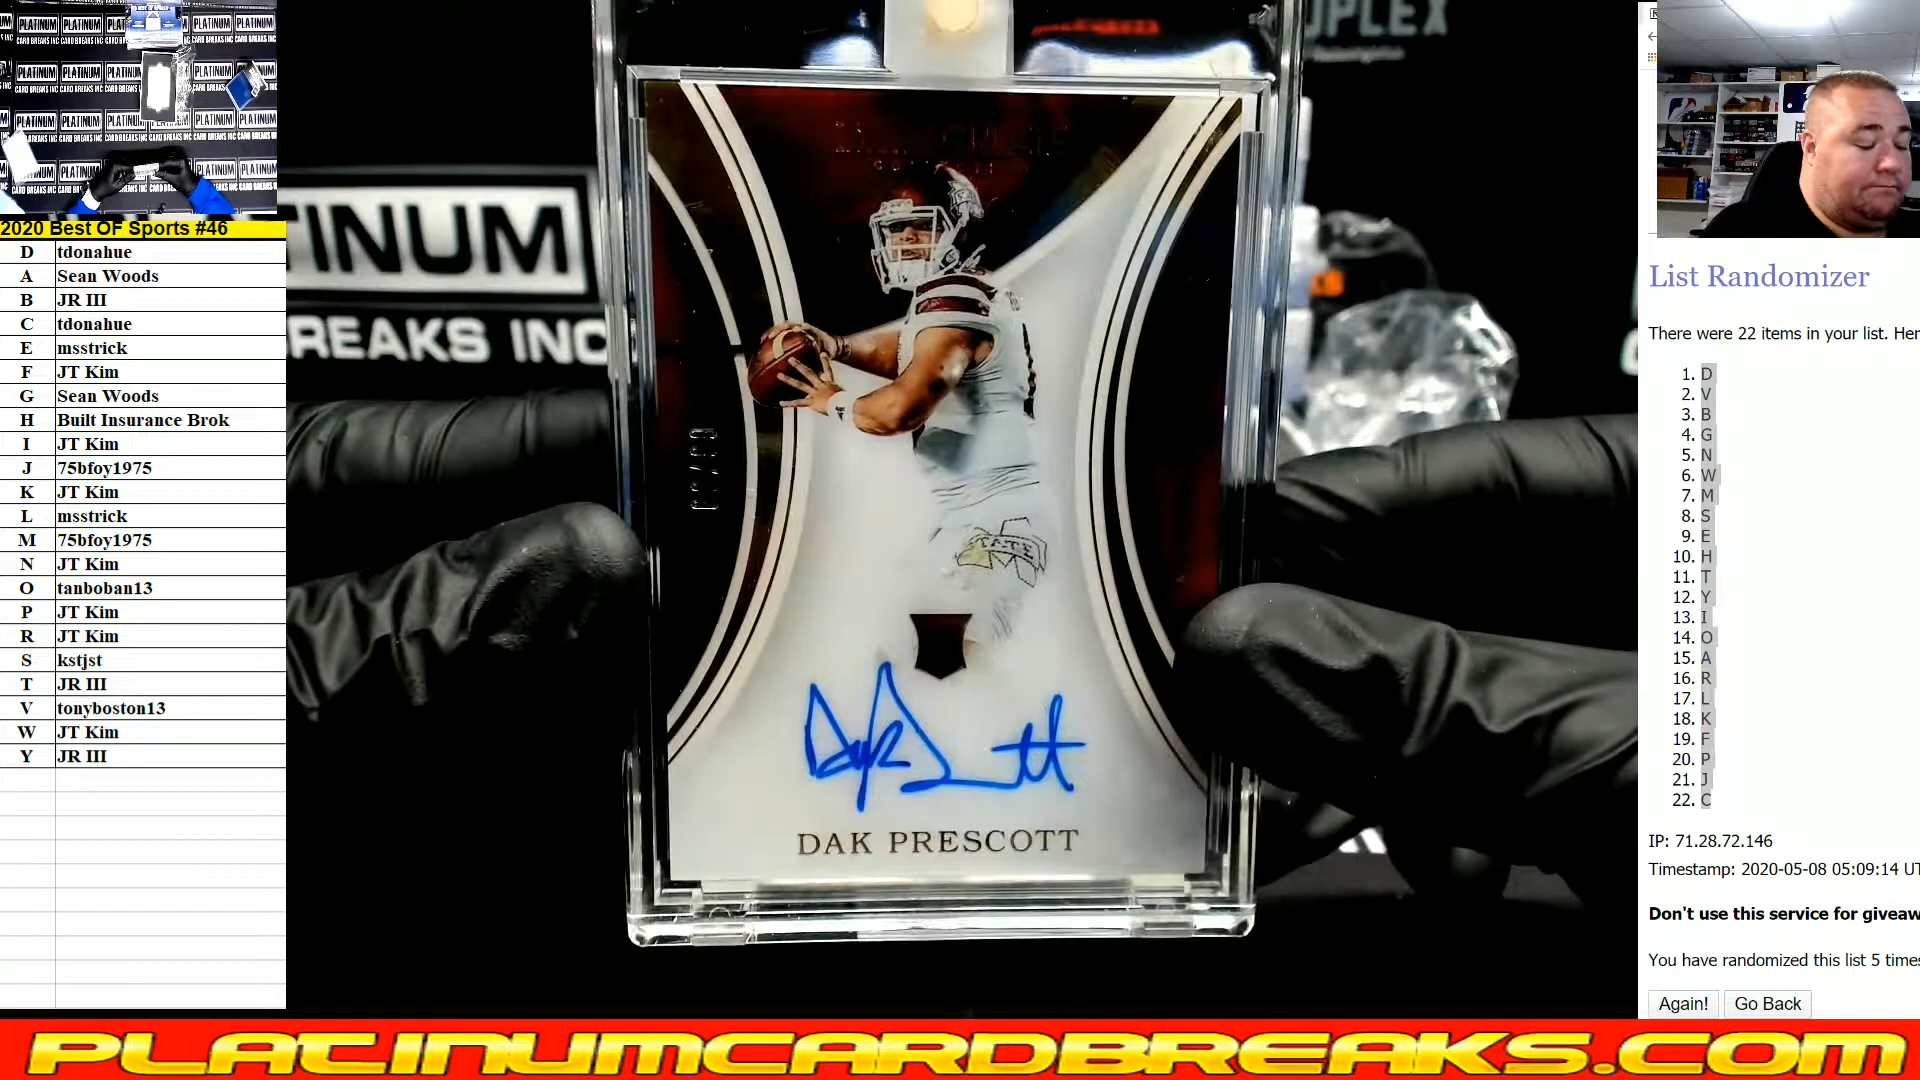 2020 Best OF Sports #46
D tdonahue
A Sean Woods
B JR III
C tdonahue
E msstrick
F JT Kim
G Sean Woods
H Built Insurance Brok
I JT Kim
J 75bfoy1975
K JT Kim
L msstrick
M 75bfoy1975
N JT Kim
O tanboban13
P JT Kim
R JT Kim
S kstjst
T JR III
V tonyboston13
W JT Kim
Y JR III
TINUM
BREAKS INC
STATE
DAK PRESCOTT
List Randomizer
There were 22 items in your list. Her
1. D
2. V
3. B
4. G
5. N
6. W
7. M
8. S
9. E
10. H
11. T
12. Y
13. I
14. O
15. A
16. R
17. L
18. K
19. F
20. P
21. J
22. C
IP: 71.28.72.146
Timestamp: 2020-05-08 05:09:14 UT
Don't use this service for giveaw
You have randomized this list 5 times
Again! Go Back
PLATINUMCARDBREAKS.COM